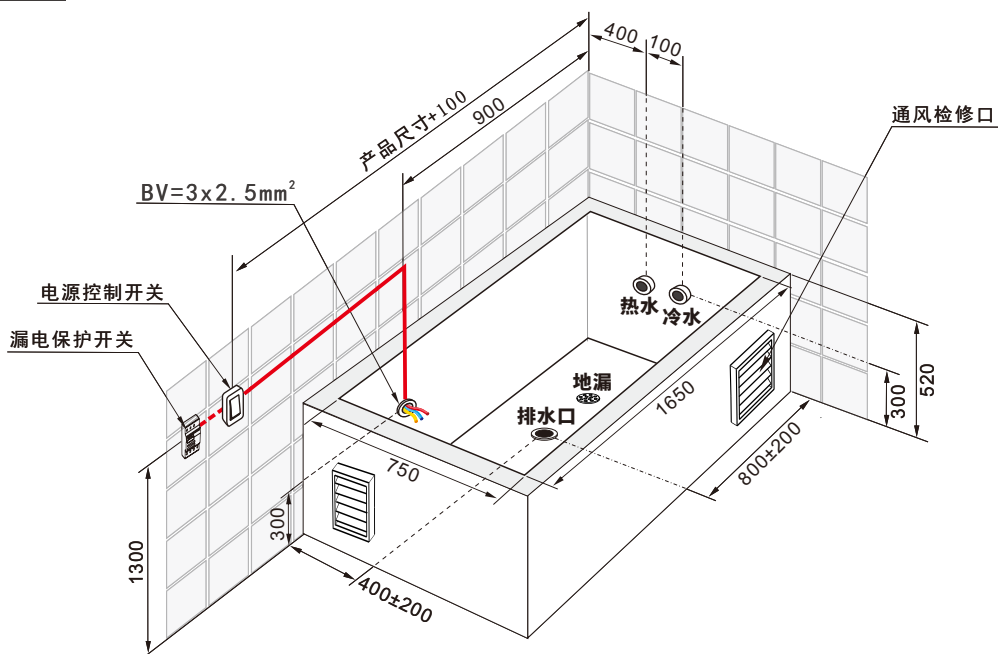 400
100
产品尺寸+100
900
通风检修口
BV=3x2.5mm²
电源控制开关
漏电保护开关
热水
冷水
地漏
排水口
1650
750
300
520
800±200
300
1300
400±200